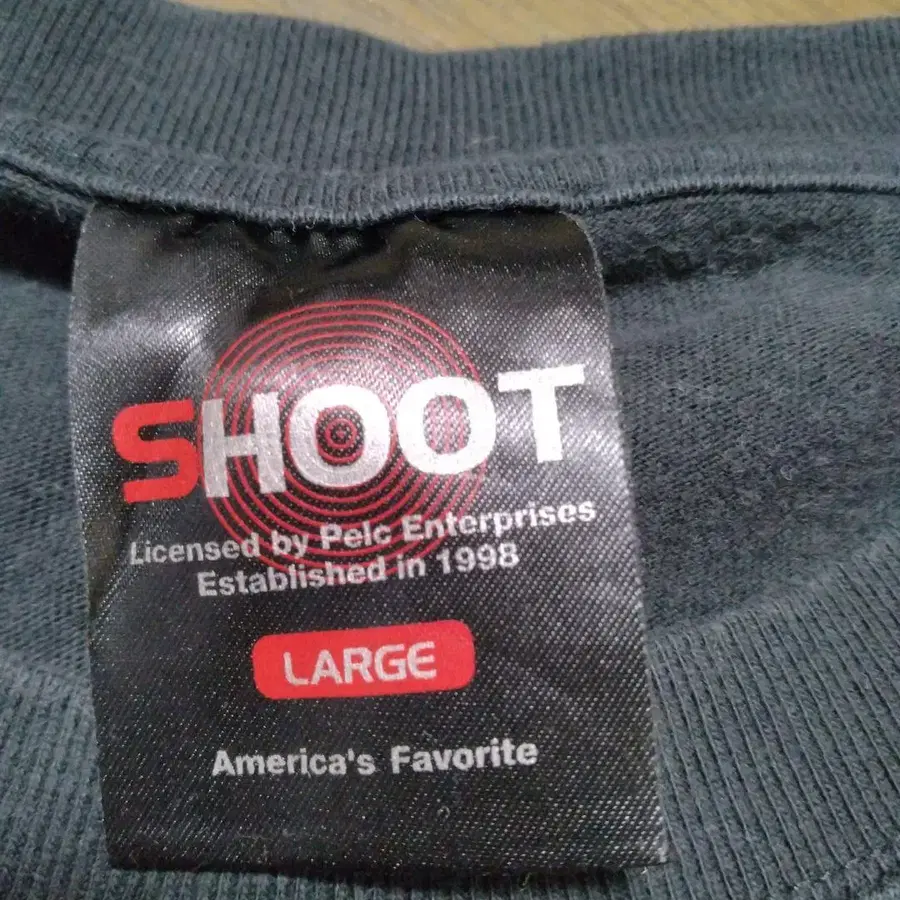 SHOOT
Licensed by Pelc Enterprises
Established in 1998
LARGE
America's Favorite